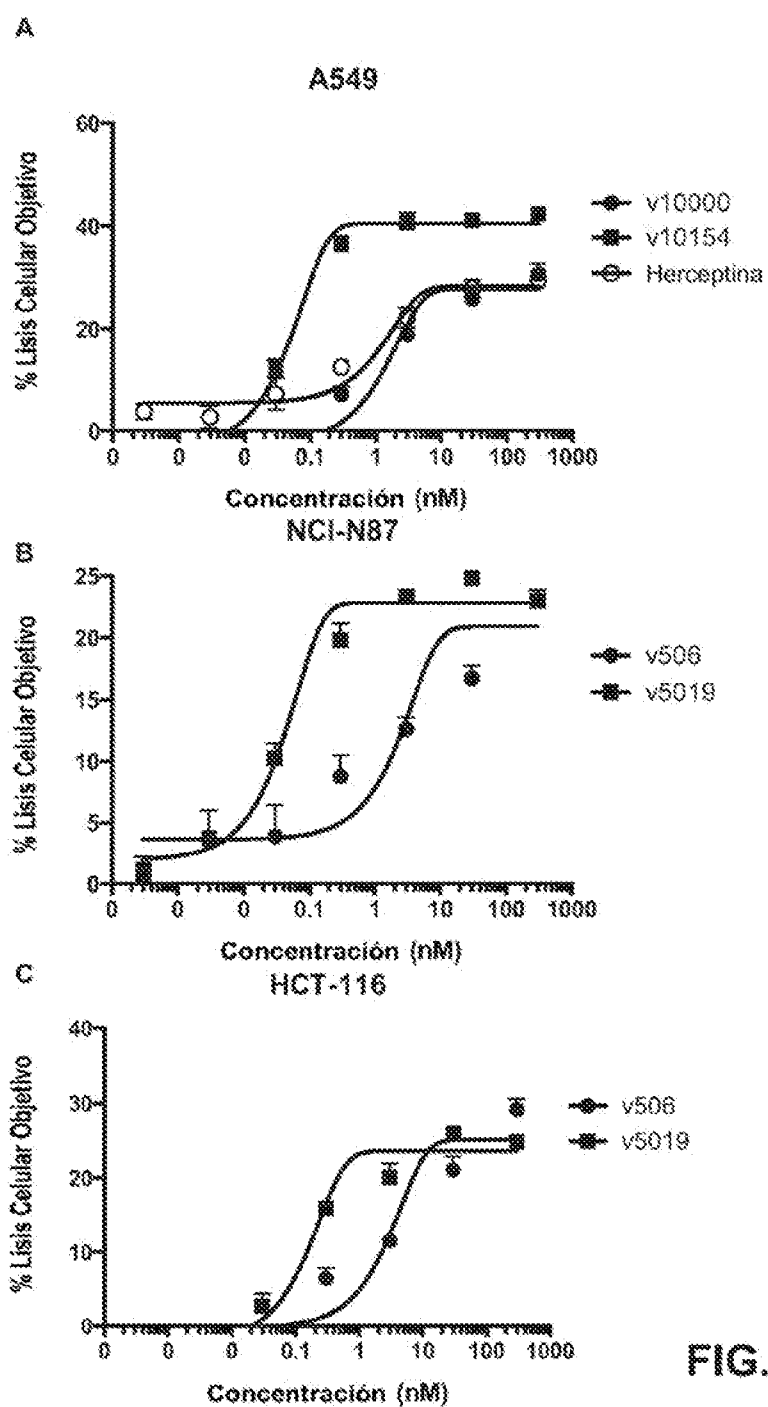 A
A549
% Lisis Celular Objetivo
60
40
20
0
0 0 0 0.1 1 10 100 1000
Concentración (nM)
v10000
v10154
Herceptina
B
NCI-N87
% Lisis Celular Objetivo
25
20
15
10
5
0
0 0 0 0.1 1 10 100 1000
Concentración (nM)
v506
v5019
C
HCT-116
% Lisis Celular Objetivo
40
30
20
10
0
0 0 0 0.1 1 10 100 1000
Concentración (nM)
v506
v5019
FIG.